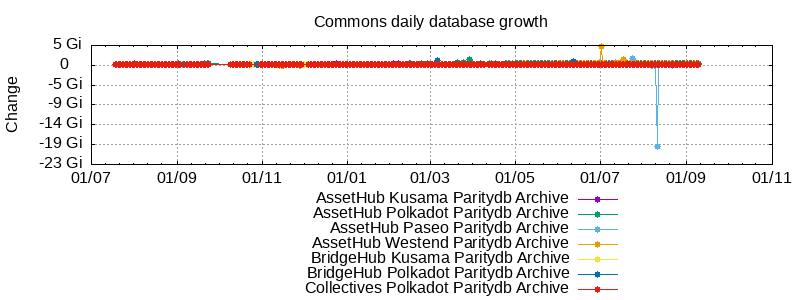 Commons daily database growth
Change
5 Gi
0
-5 Gi
-9 Gi
-14 Gi
-19 Gi
-23 Gi
01/07 01/09 01/11 01/01 01/03 01/05 01/07 01/09 01/11
AssetHub Kusama Paritydb Archive
AssetHub Polkadot Paritydb Archive
AssetHub Paseo Paritydb Archive
AssetHub Westend Paritydb Archive
BridgeHub Kusama Paritydb Archive
BridgeHub Polkadot Paritydb Archive
Collectives Polkadot Paritydb Archive